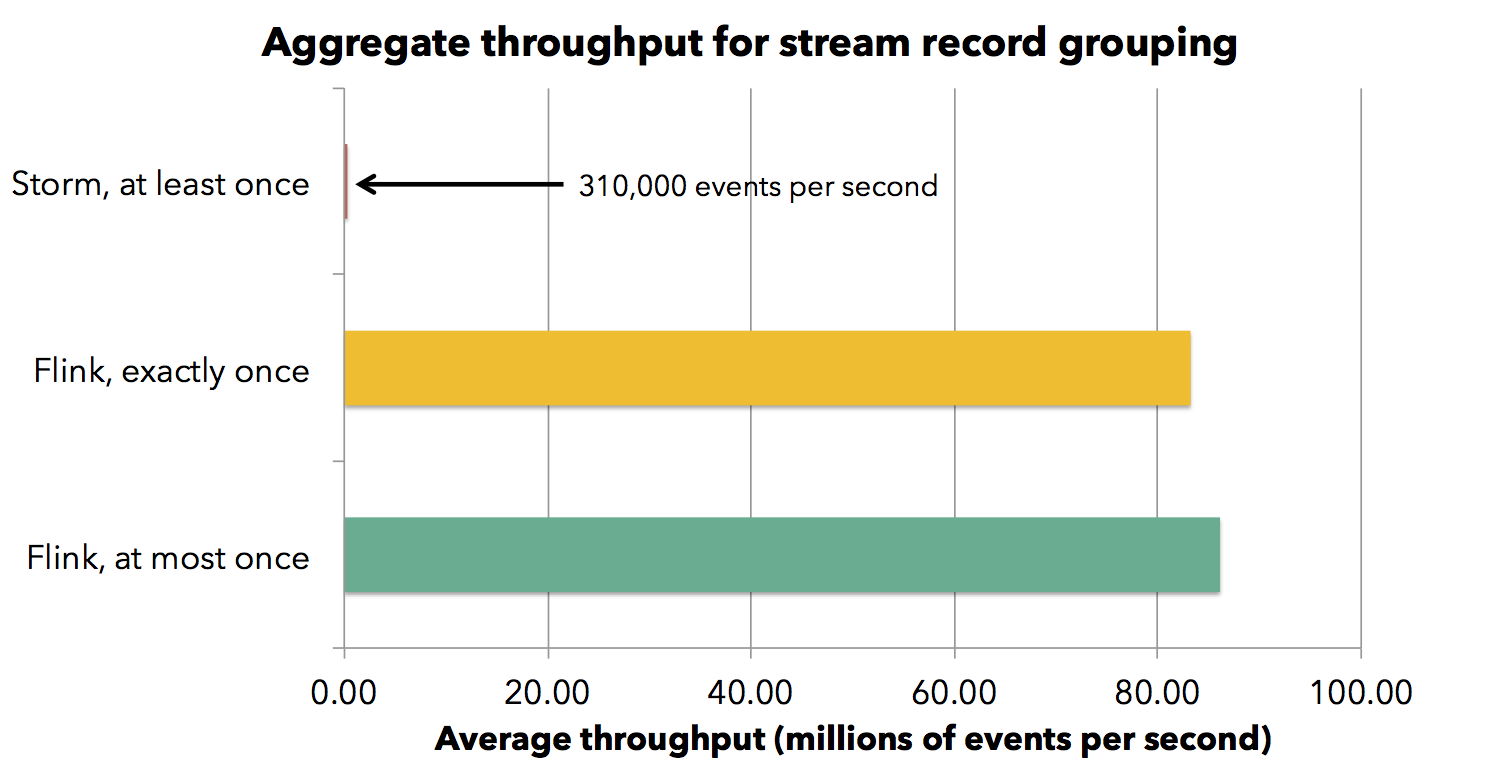 Aggregate throughput for stream record grouping
Storm, at least once
310,000 events per second
Flink, exactly once
Flink, at most once
0.00 20.00 40.00 60.00 80.00 100.00
Average throughput (millions of events per second)